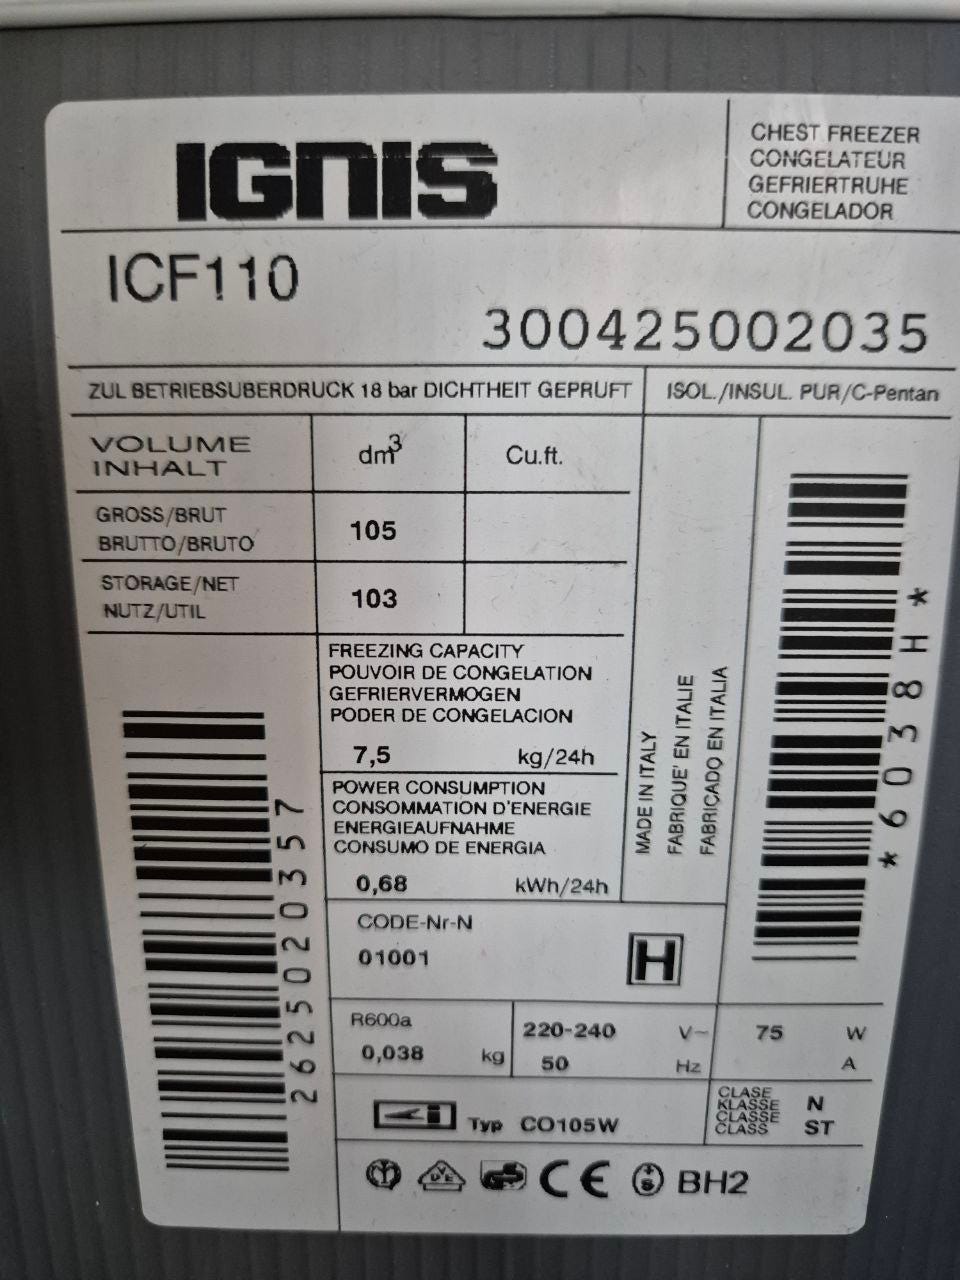 IGNIS
CHEST FREEZER
CONGELATEUR
GEFRIERTRUHE
CONGELADOR
ICF110
300425002035
ZUL BETRIEBSUBERDRUCK 18 bar DICHTHEIT GEPRUFT
ISOL./INSUL. PUR/C-Pentan
VOLUME
INHALT
dm³
Cu.ft.
GROSS/BRUT
BRUTTO/BRUTO
105
STORAGE/NET
NUTZ/UTIL
103
FREEZING CAPACITY
POUVOIR DE CONGELATION
GEFRIERVERMOGEN
PODER DE CONGELACION
7,5 kg/24h
POWER CONSUMPTION
CONSOMMATION D'ENERGIE
ENERGIEAUFNAHME
CONSUMO DE ENERGIA
0,68 kWh/24h
MADE IN ITALY
FABRIQUE' EN ITALIE
FABRICADO EN ITALIA
*6038H*
262502020357
CODE-Nr-N
01001
H
R600a
0,038 kg
220-240 V~
50 Hz
75 W
A
Typ CO105W
CLASE
KLASSE
CLASSE
CLASS
N
ST
VDE
GS
CE
S
BH2